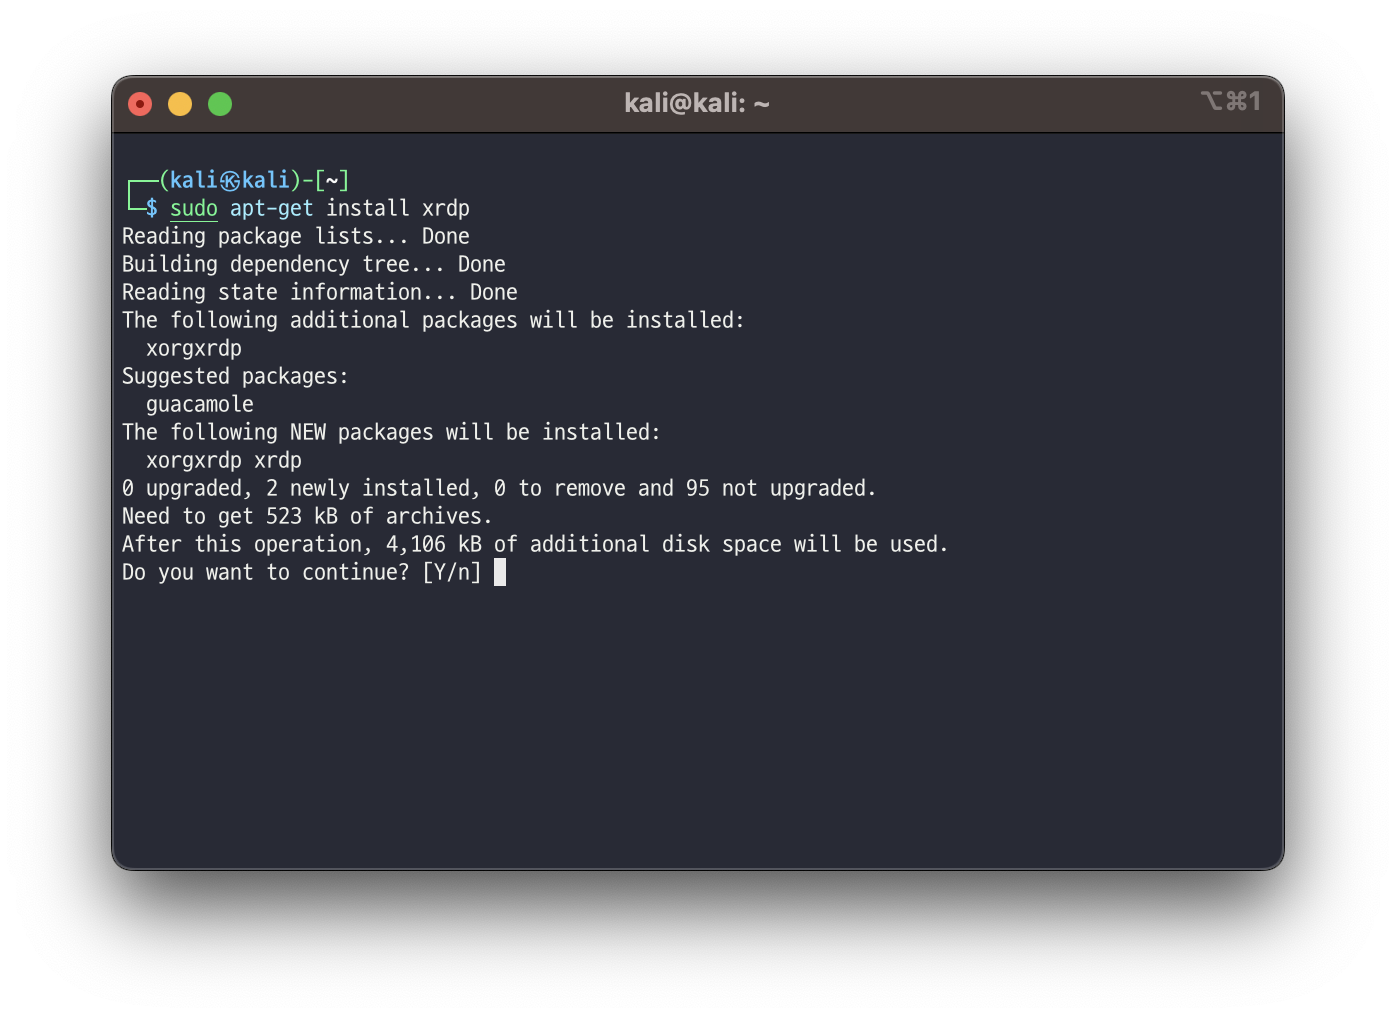 kali@kali: ~
⌥⌘1
┌──(kali㉿kali)-[~]
└─$ sudo apt-get install xrdp
Reading package lists... Done
Building dependency tree... Done
Reading state information... Done
The following additional packages will be installed:
  xorgxrdp
Suggested packages:
  guacamole
The following NEW packages will be installed:
  xorgxrdp xrdp
0 upgraded, 2 newly installed, 0 to remove and 95 not upgraded.
Need to get 523 kB of archives.
After this operation, 4,106 kB of additional disk space will be used.
Do you want to continue? [Y/n]